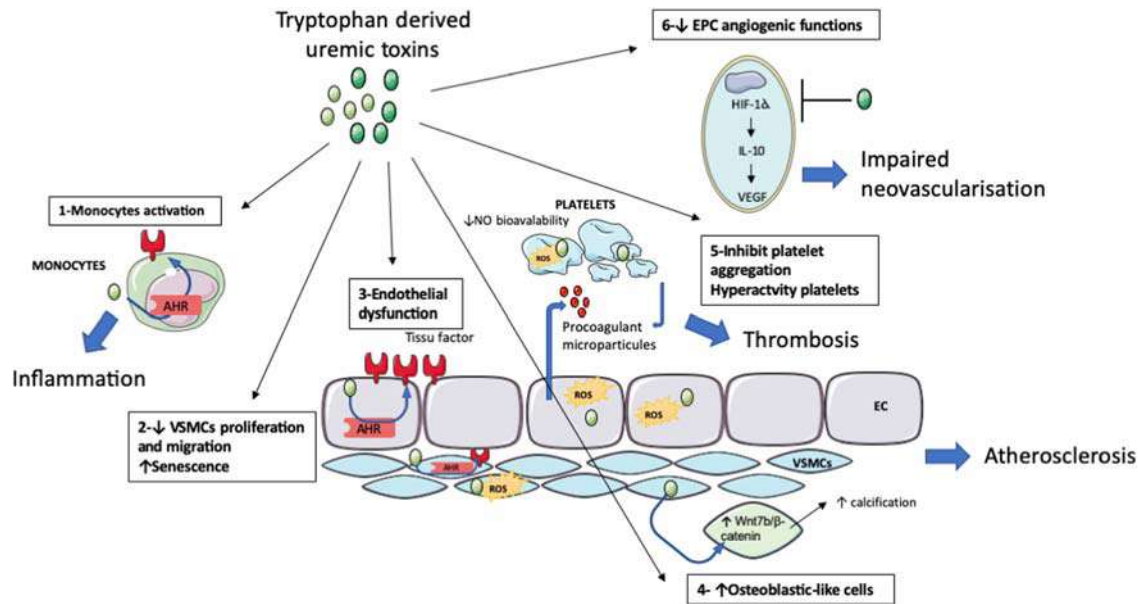 Tryptophan derived
uremic toxins
6-↓ EPC angiogenic functions
HIF-1
IL-10
VEGF
Impaired
neovascularisation
1-Monocytes activation
MONOCYTES
AHR
Inflammation
PLATELETS
↓NO bioavalability
ROS
5-Inhibit platelet
aggregation
Hyperactvity platelets
3-Endothelial
dysfunction
Tissu factor
Procoagulant
microparticules
Thrombosis
2-↓ VSMCs proliferation
and migration
↑Senescence
AHR
ROS
ROS
EC
AHR
ROS
VSMCs
Atherosclerosis
↑ Wnt7b/β-
catenin
↑ calcification
4- ↑Osteoblastic-like cells